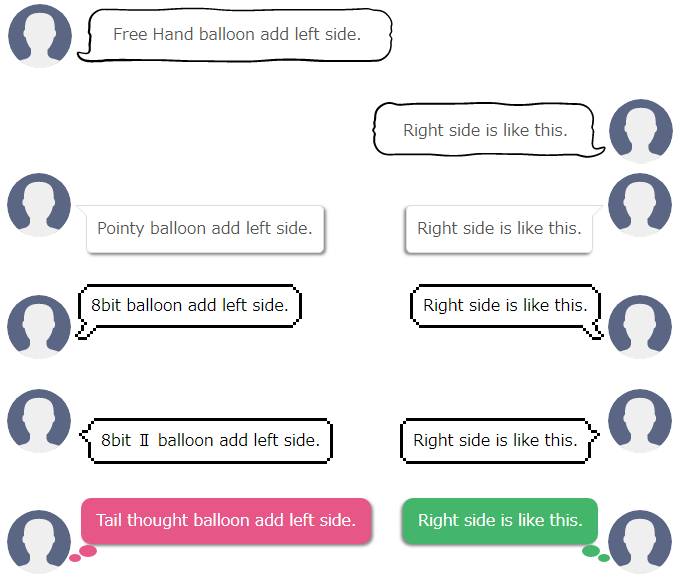 Free Hand balloon add left side.
Right side is like this.
Pointy balloon add left side.
Right side is like this.
8bit balloon add left side.
Right side is like this.
8bit Ⅱ balloon add left side.
Right side is like this.
Tail thought balloon add left side.
Right side is like this.